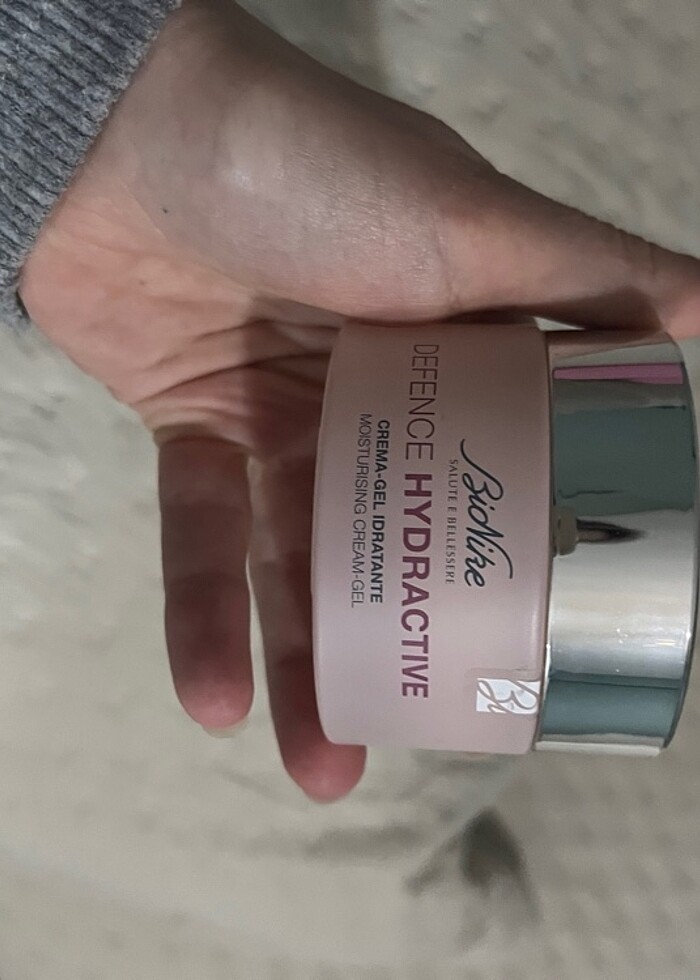 BioNike
SALUTE E BELLESSERE
DEFENCE HYDRACTIVE
CREMA-GEL IDRATANTE
MOISTURISING CREAM-GEL